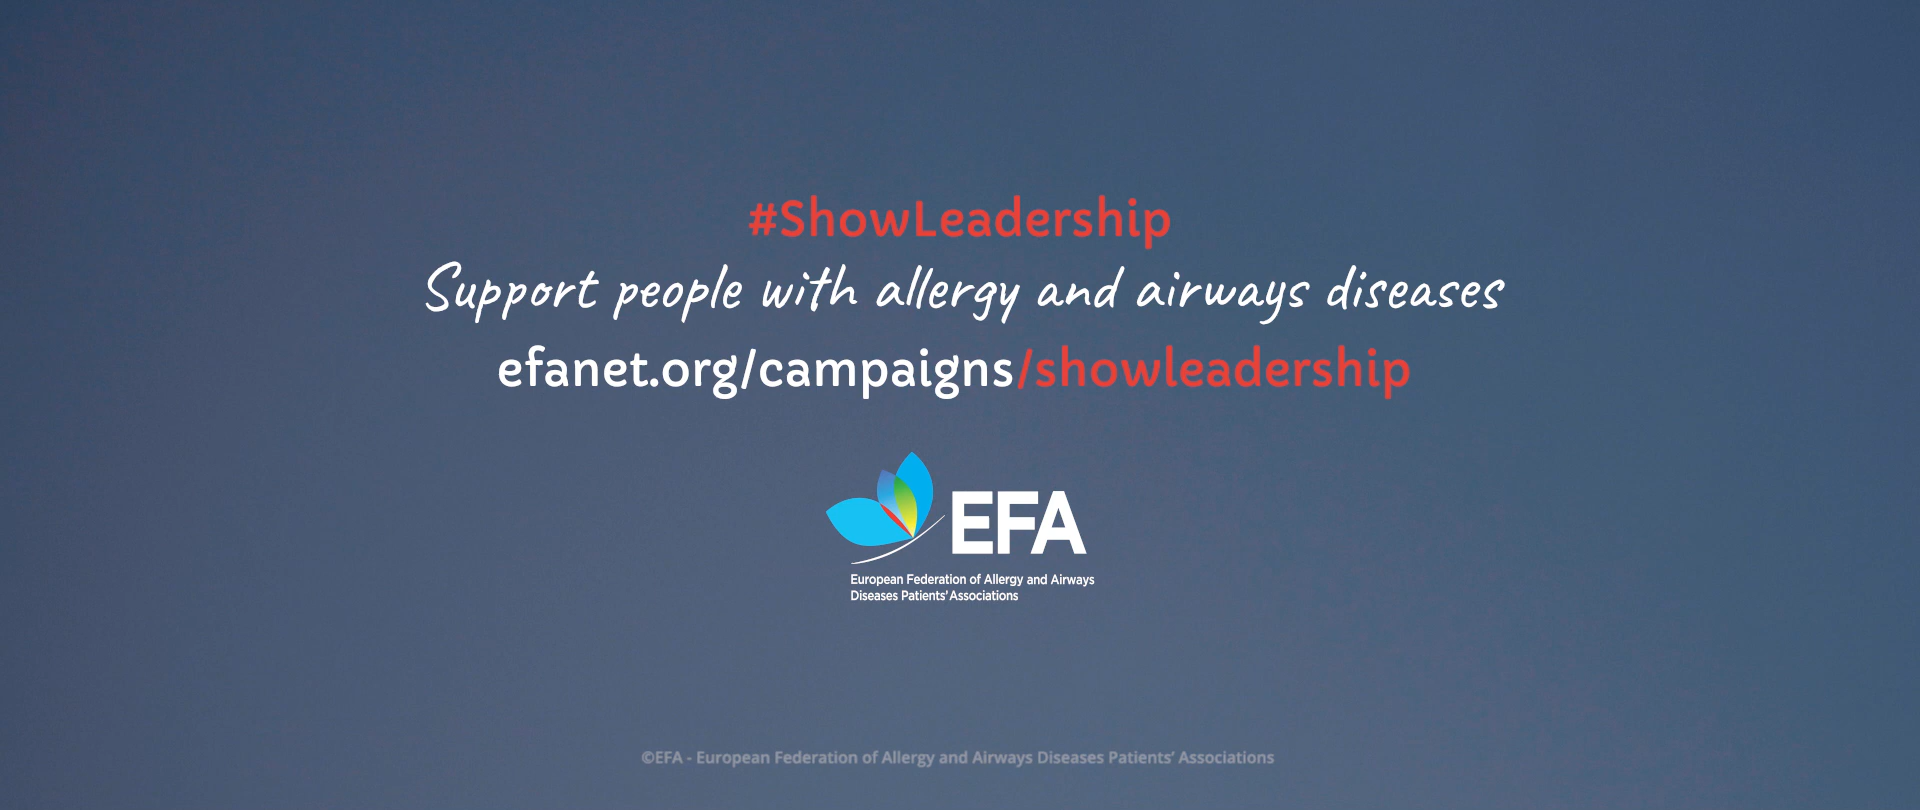 #ShowLeadership
Support people with allergy and airways diseases
efanet.org/campaigns/showleadership
EFA
European Federation of Allergy and Airways
Diseases Patients' Associations
©EFA - European Federation of Allergy and Airways Diseases Patients' Associations